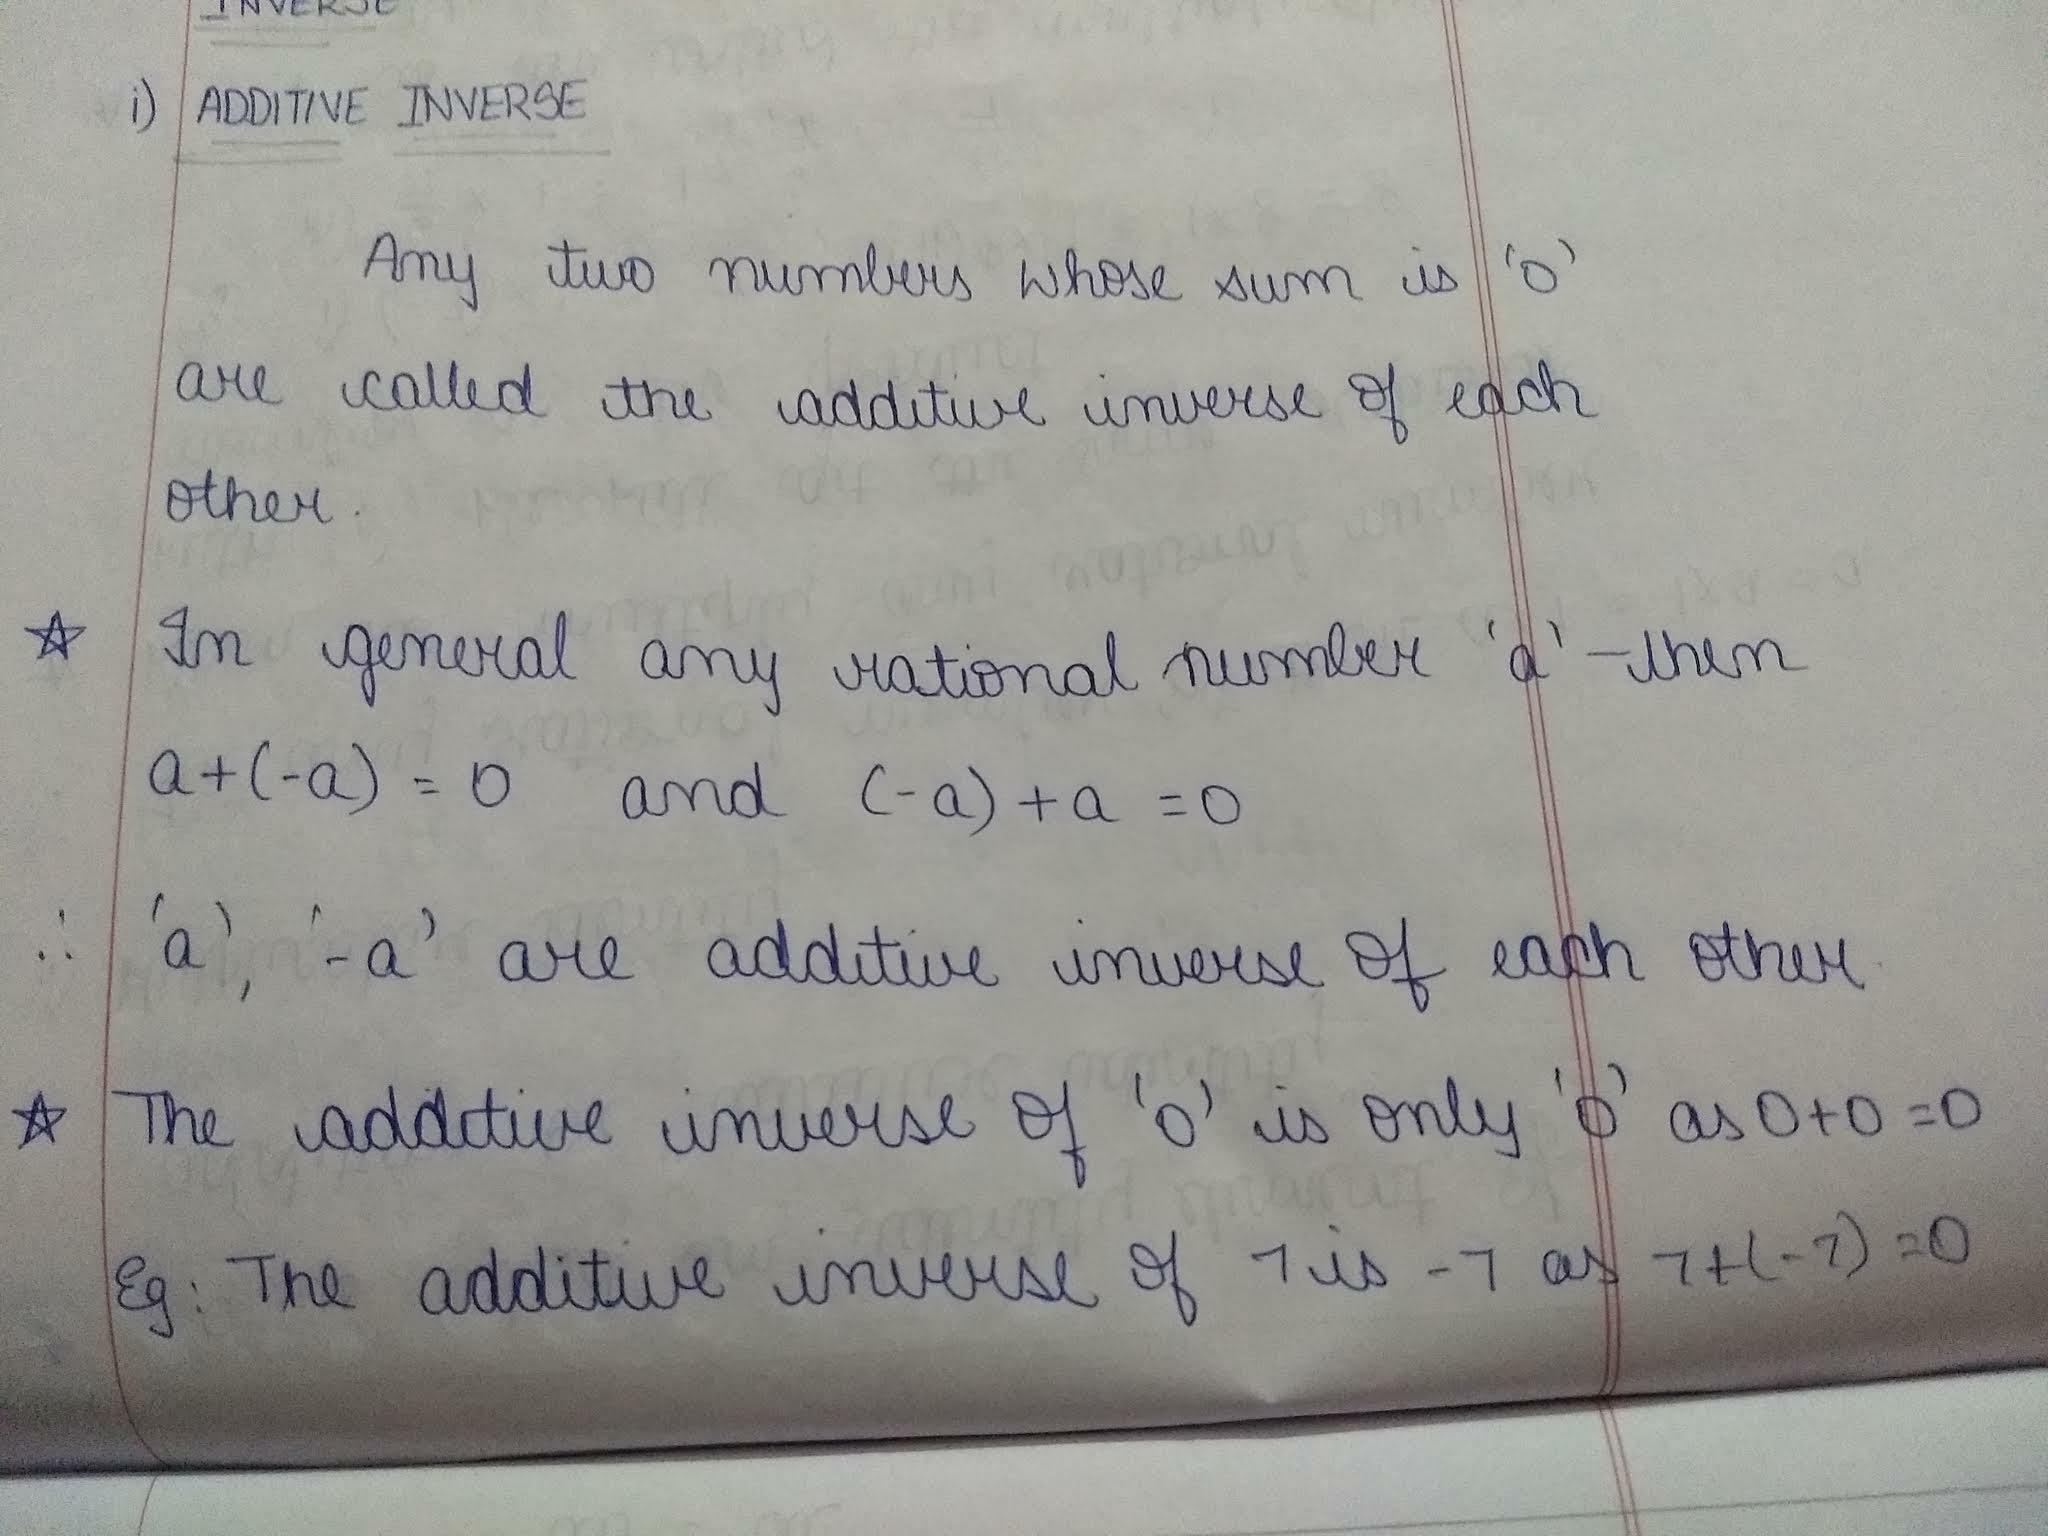 INVERSE
i) ADDITIVE INVERSE
Any two numbers whose sum is '0'
are called the additive inverse of each
other.
☆ In general any rational number 'a' then
a+(-a) = 0 and (-a)+a =0
∴ 'a', '-a' are additive inverse of each other.
☆ The additive inverse of '0' is only '0' as 0+0=0
Eg: The additive inverse of 7 is -7 as 7+(-7)=0